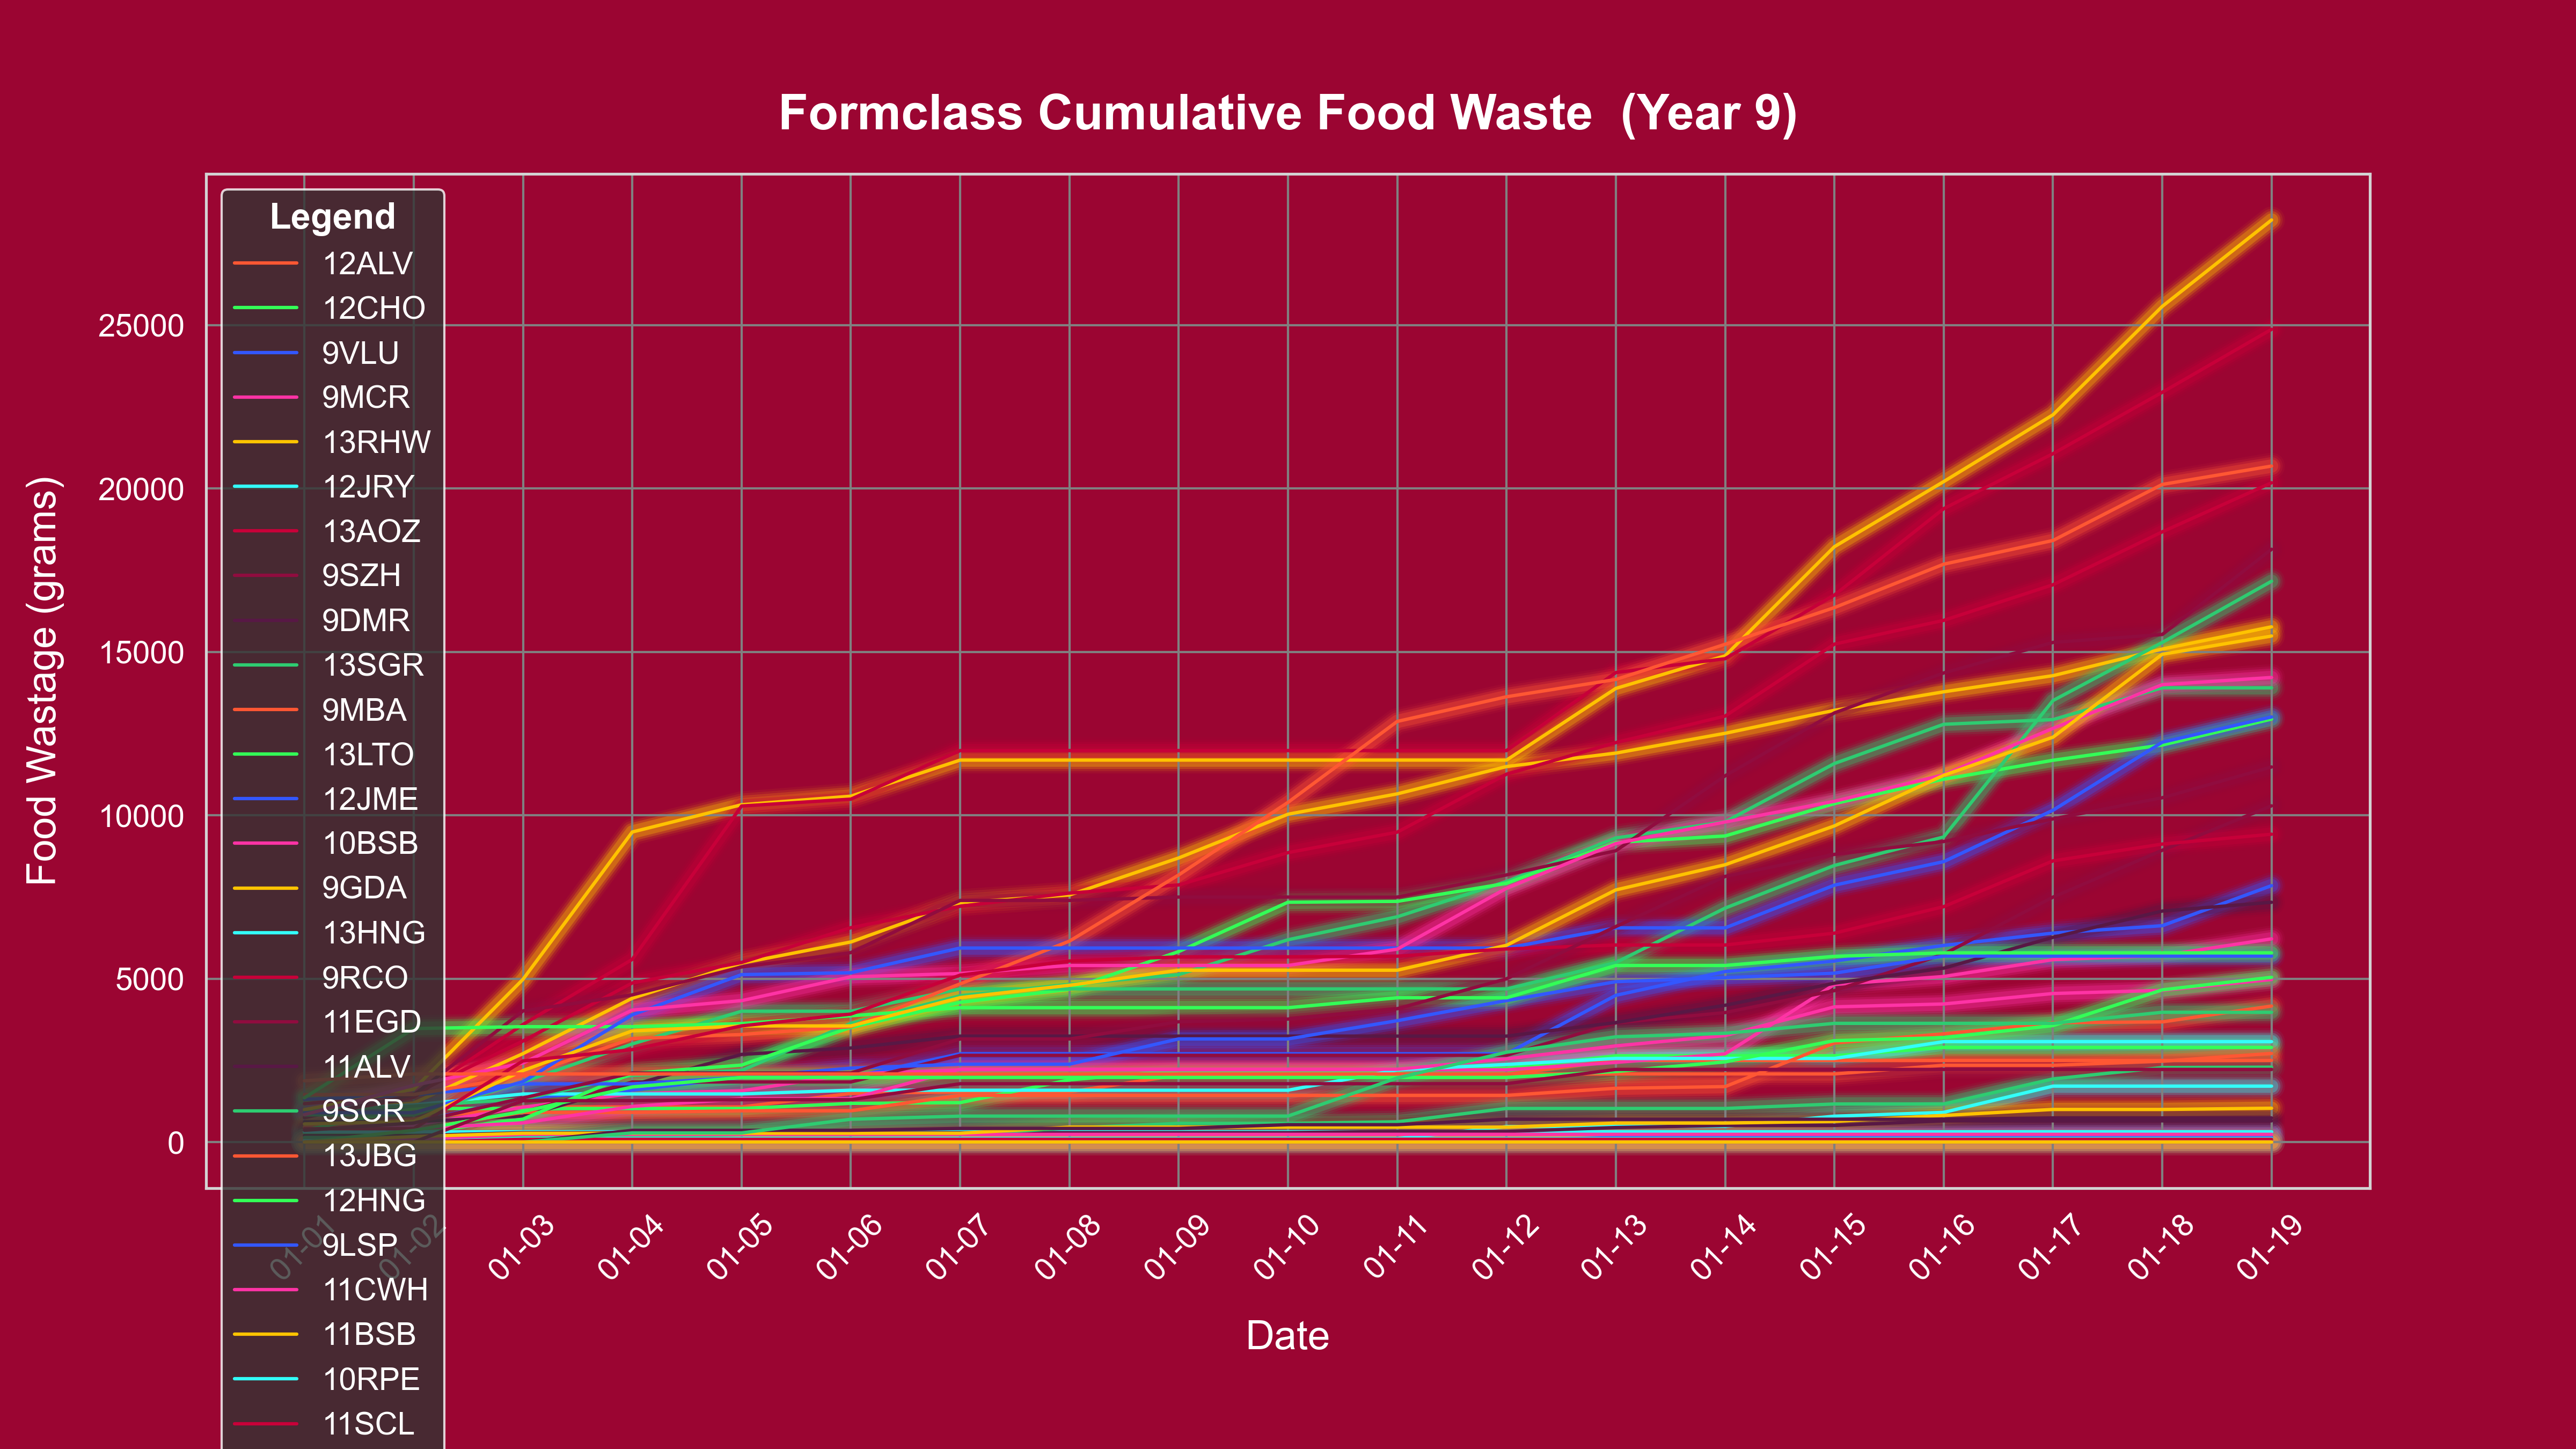 Formclass Cumulative Food Waste  (Year 9)
Legend
12ALV
12CHO
9VLU
9MCR
13RHW
12JRY
13AOZ
9SZH
9DMR
13SGR
9MBA
13LTO
12JME
10BSB
9GDA
13HNG
9RCO
11EGD
11ALV
9SCR
13JBG
12HNG
9LSP
11CWH
11BSB
10RPE
11SCL
Food Wastage (grams)
25000
20000
15000
10000
5000
0
01-01
01-02
01-03
01-04
01-05
01-06
01-07
01-08
01-09
01-10
01-11
01-12
01-13
01-14
01-15
01-16
01-17
01-18
01-19
Date